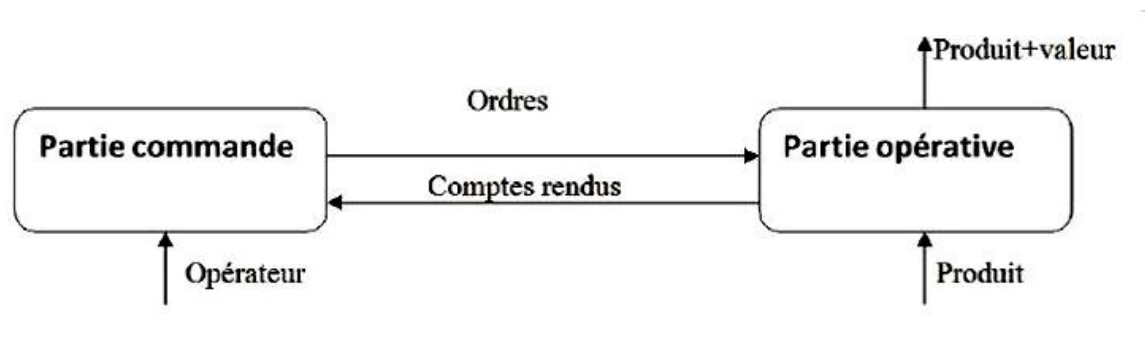 Produit+valeur
Ordres
Partie commande
Partie opérative
Comptes rendus
Opérateur
Produit